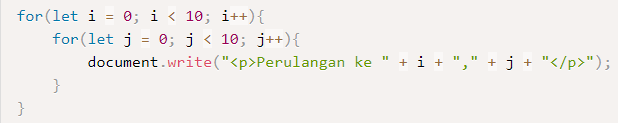 for(let i = 0; i < 10; i++){
    for(let j = 0; j < 10; j++){
        document.write("<p>Perulangan ke " + i + "," + j + "</p>");
    }
}